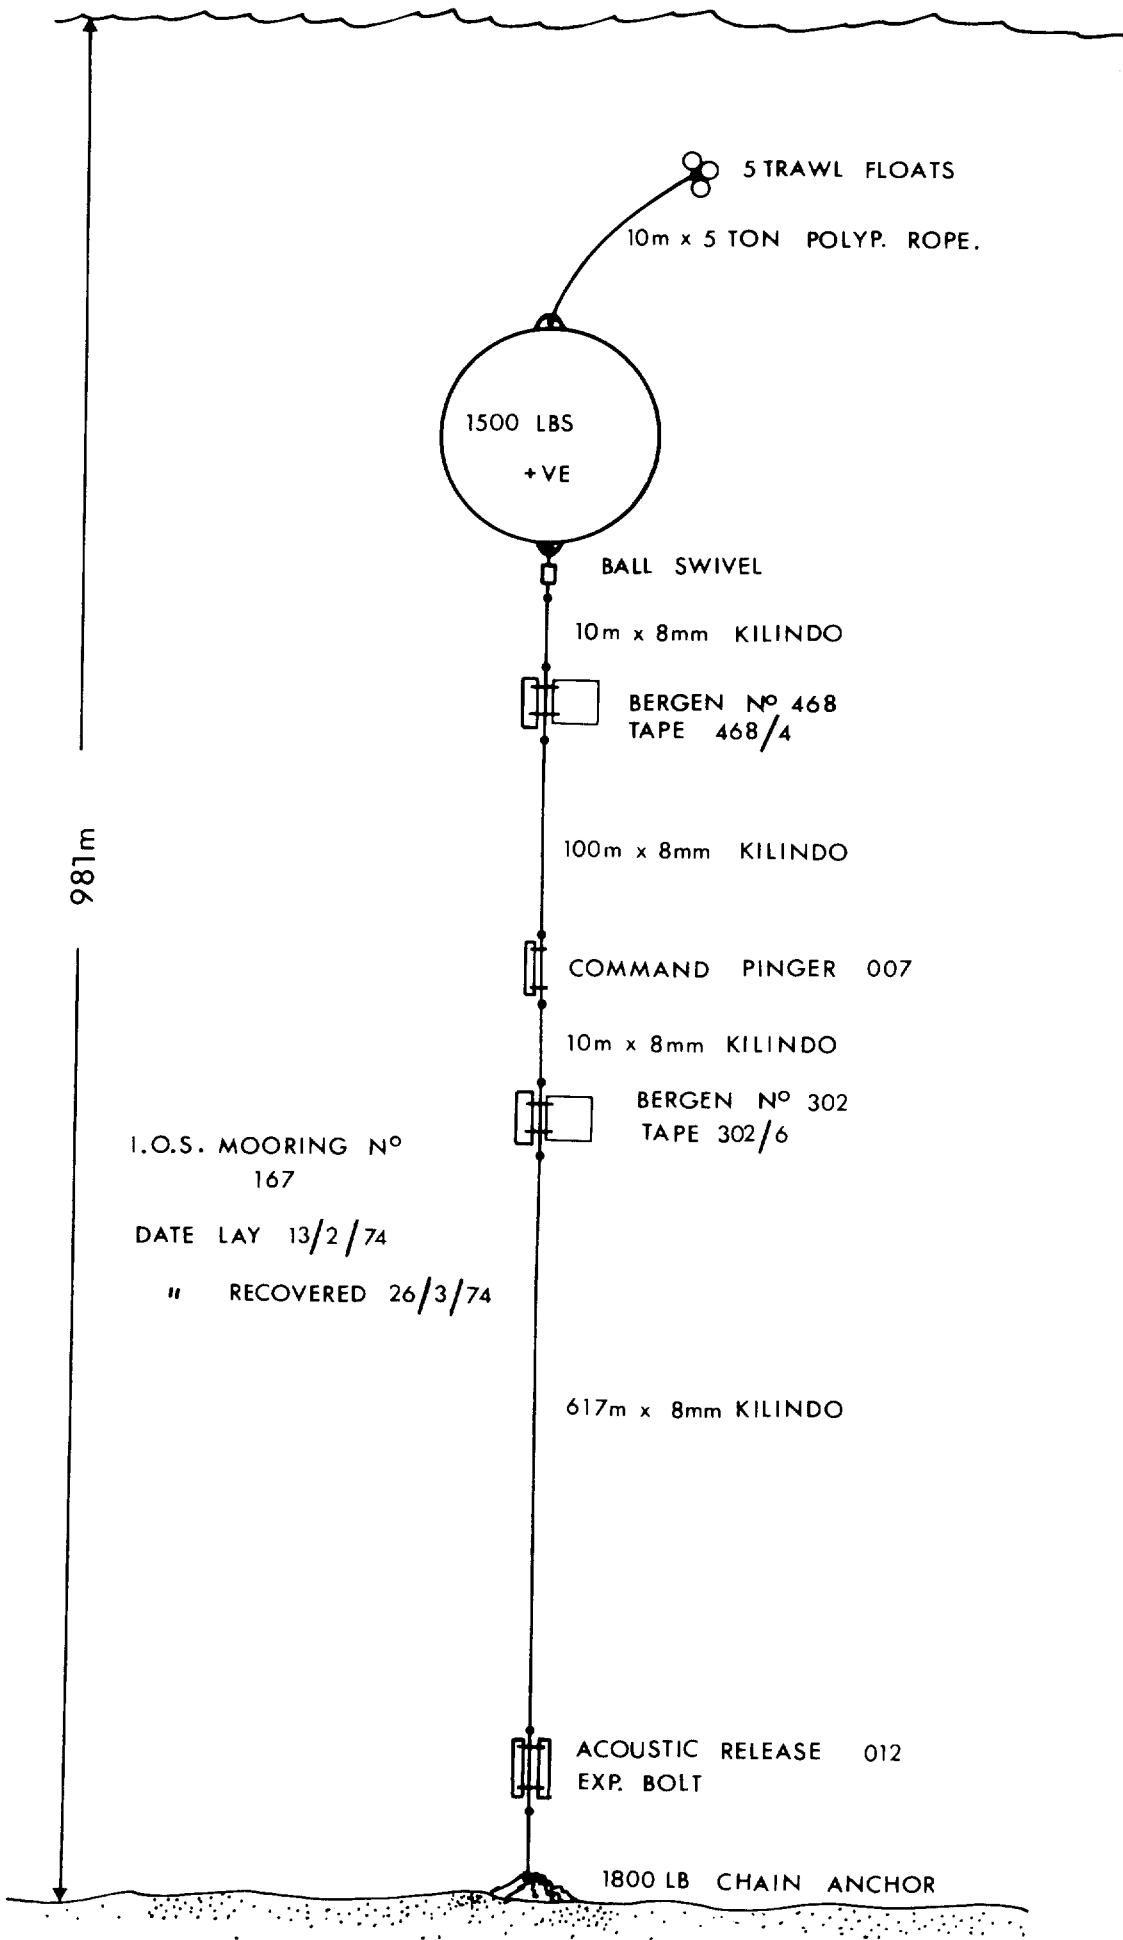 5 TRAWL FLOATS
10m x 5 TON POLYP. ROPE.
1500 LBS
+VE
BALL SWIVEL
10m x 8mm KILINDO
BERGEN Nº 468
TAPE 468/4
981m
100m x 8mm KILINDO
COMMAND PINGER 007
10m x 8mm KILINDO
BERGEN Nº 302
TAPE 302/6
I.O.S. MOORING Nº
167
DATE LAY 13/2/74
" RECOVERED 26/3/74
617m x 8mm KILINDO
ACOUSTIC RELEASE 012
EXP. BOLT
1800 LB CHAIN ANCHOR